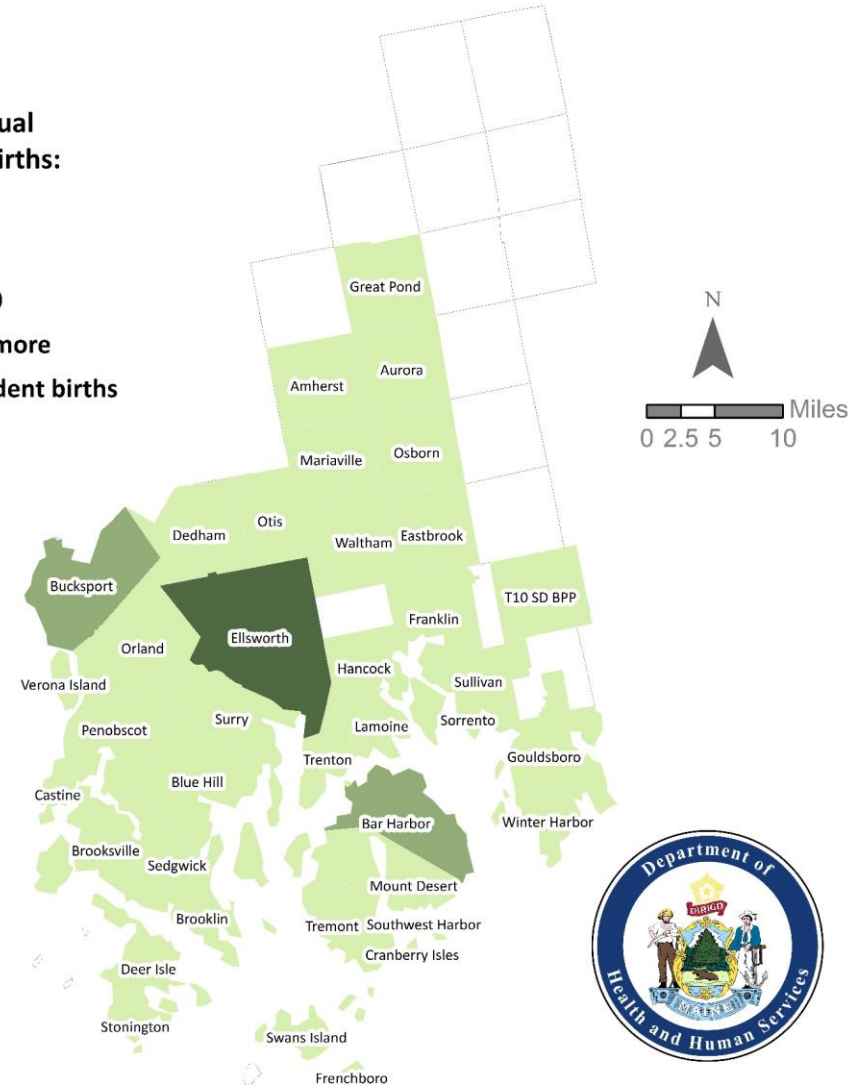 ual
irths:
)
more
dent births
Great Pond
Amherst
Aurora
Mariaville
Osborn
Dedham
Otis
Waltham
Eastbrook
Bucksport
T10 SD BPP
Franklin
Orland
Ellsworth
Hancock
Verona Island
Sullivan
Surry
Lamoine
Sorrento
Penobscot
Trenton
Gouldsboro
Castine
Blue Hill
Bar Harbor
Winter Harbor
Brooksville
Sedgwick
Mount Desert
Brooklin
Tremont
Southwest Harbor
Cranberry Isles
Deer Isle
Stonington
Swans Island
Frenchboro
N
Miles
0 2.5 5 10
Department of
Health and Human Services
DIRIGO
MAINE